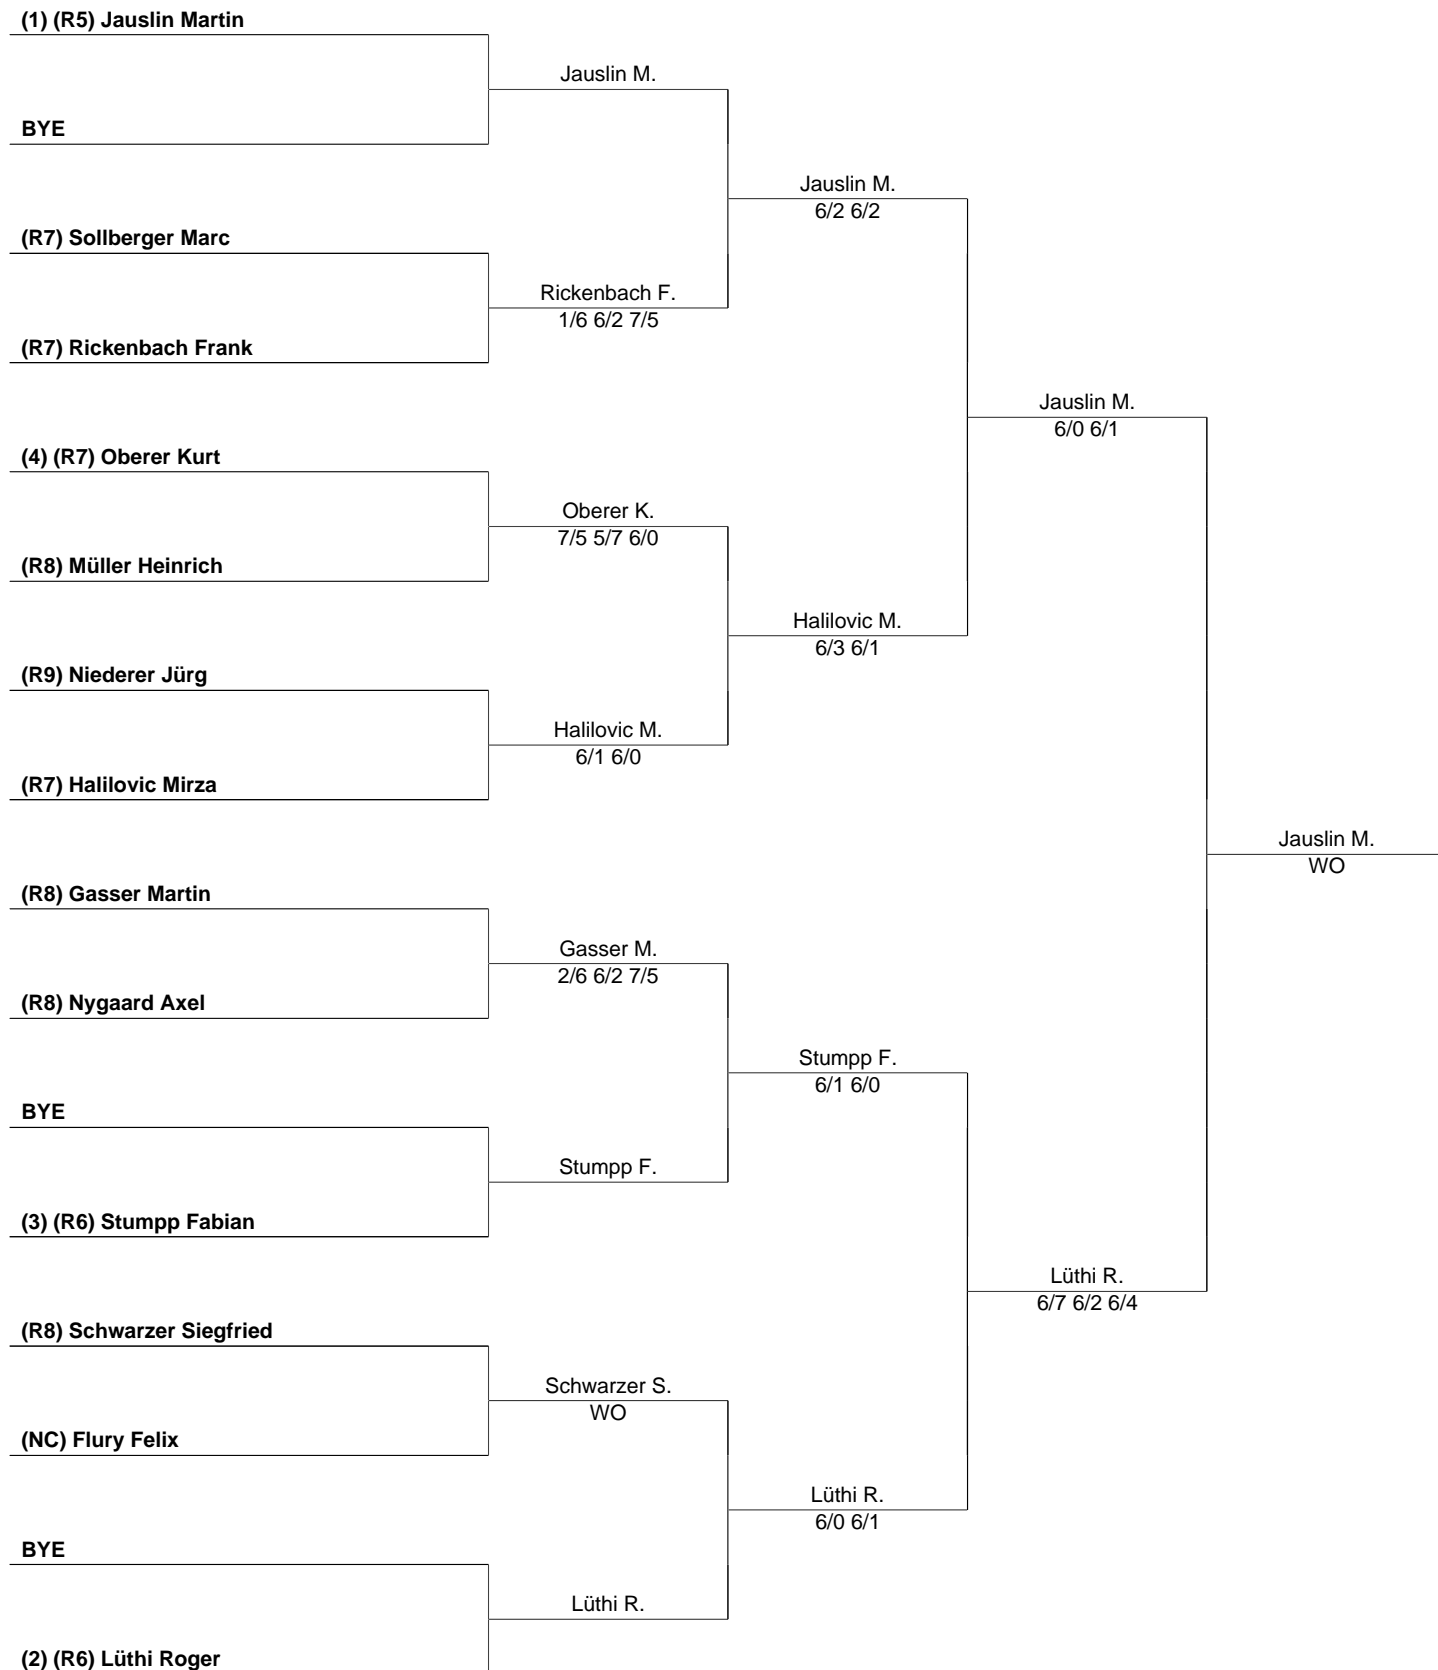 (1) (R5) Jauslin Martin
Jauslin M.
BYE
Jauslin M.
6/2 6/2
(R7) Sollberger Marc
Rickenbach F.
1/6 6/2 7/5
(R7) Rickenbach Frank
Jauslin M.
6/0 6/1
(4) (R7) Oberer Kurt
Oberer K.
7/5 5/7 6/0
(R8) Müller Heinrich
Halilovic M.
6/3 6/1
(R9) Niederer Jürg
Halilovic M.
6/1 6/0
(R7) Halilovic Mirza
Jauslin M.
WO
(R8) Gasser Martin
Gasser M.
2/6 6/2 7/5
(R8) Nygaard Axel
Stumpp F.
6/1 6/0
BYE
Stumpp F.
(3) (R6) Stumpp Fabian
Lüthi R.
6/7 6/2 6/4
(R8) Schwarzer Siegfried
Schwarzer S.
WO
(NC) Flury Felix
Lüthi R.
6/0 6/1
BYE
Lüthi R.
(2) (R6) Lüthi Roger